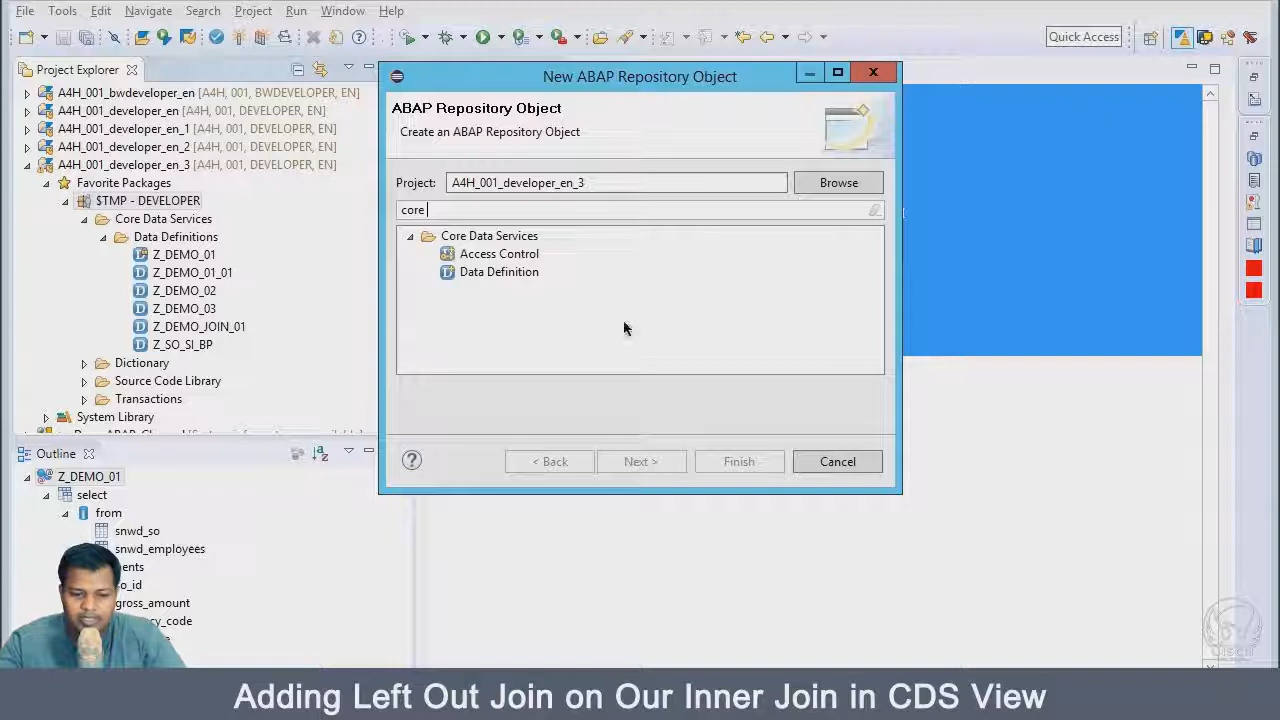 File Tools Edit Navigate Search Project Run Window Help
Quick Access
Project Explorer
A4H_001_bwdeveloper_en [A4H, 001, BWDEVELOPER, EN]
A4H_001_developer_en [A4H, 001, DEVELOPER, EN]
A4H_001_developer_en_1 [A4H, 001, DEVELOPER, EN]
A4H_001_developer_en_2 [A4H, 001, DEVELOPER, EN]
A4H_001_developer_en_3 [A4H, 001, DEVELOPER, EN]
Favorite Packages
$TMP - DEVELOPER
Core Data Services
Data Definitions
Z_DEMO_01
Z_DEMO_01_01
Z_DEMO_02
Z_DEMO_03
Z_DEMO_JOIN_01
Z_SO_SI_BP
Dictionary
Source Code Library
Transactions
System Library
Outline
Z_DEMO_01
select
from
snwd_so
snwd_employees
ents
o_id
gross_amount
cy_code
New ABAP Repository Object
ABAP Repository Object
Create an ABAP Repository Object
Project: A4H_001_developer_en_3 Browse
core
Core Data Services
Access Control
Data Definition
< Back Next > Finish Cancel
Adding Left Out Join on Our Inner Join in CDS View